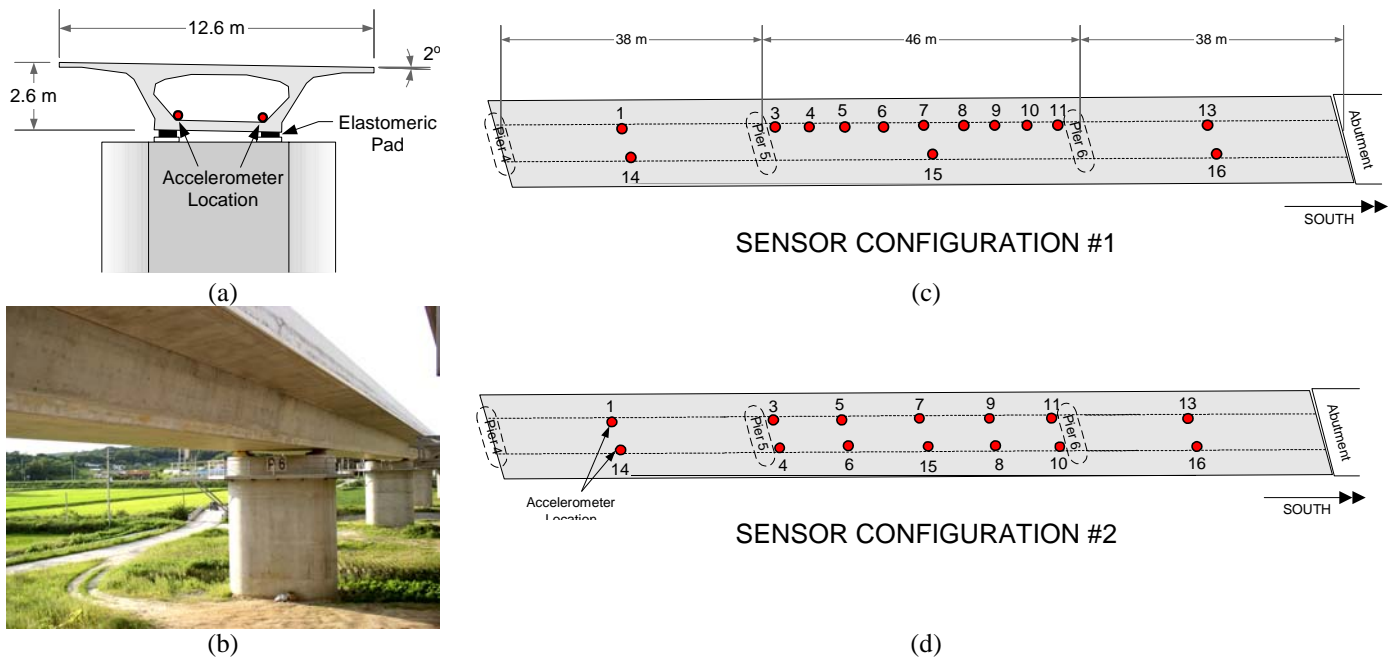 12.6 m
2°
2.6 m
Elastomeric
Pad
Accelerometer
Location
(a)
38 m
46 m
38 m
1
3
4
5
6
7
8
9
10
11
13
Pier 4
Pier 5
Pier 6
Abutment
14
15
16
SOUTH
SENSOR CONFIGURATION #1
(c)
P 6
(b)
1
3
5
7
9
11
13
Pier 4
Pier 5
Pier 6
Abutment
14
4
6
15
8
10
16
Accelerometer
Location
SOUTH
SENSOR CONFIGURATION #2
(d)